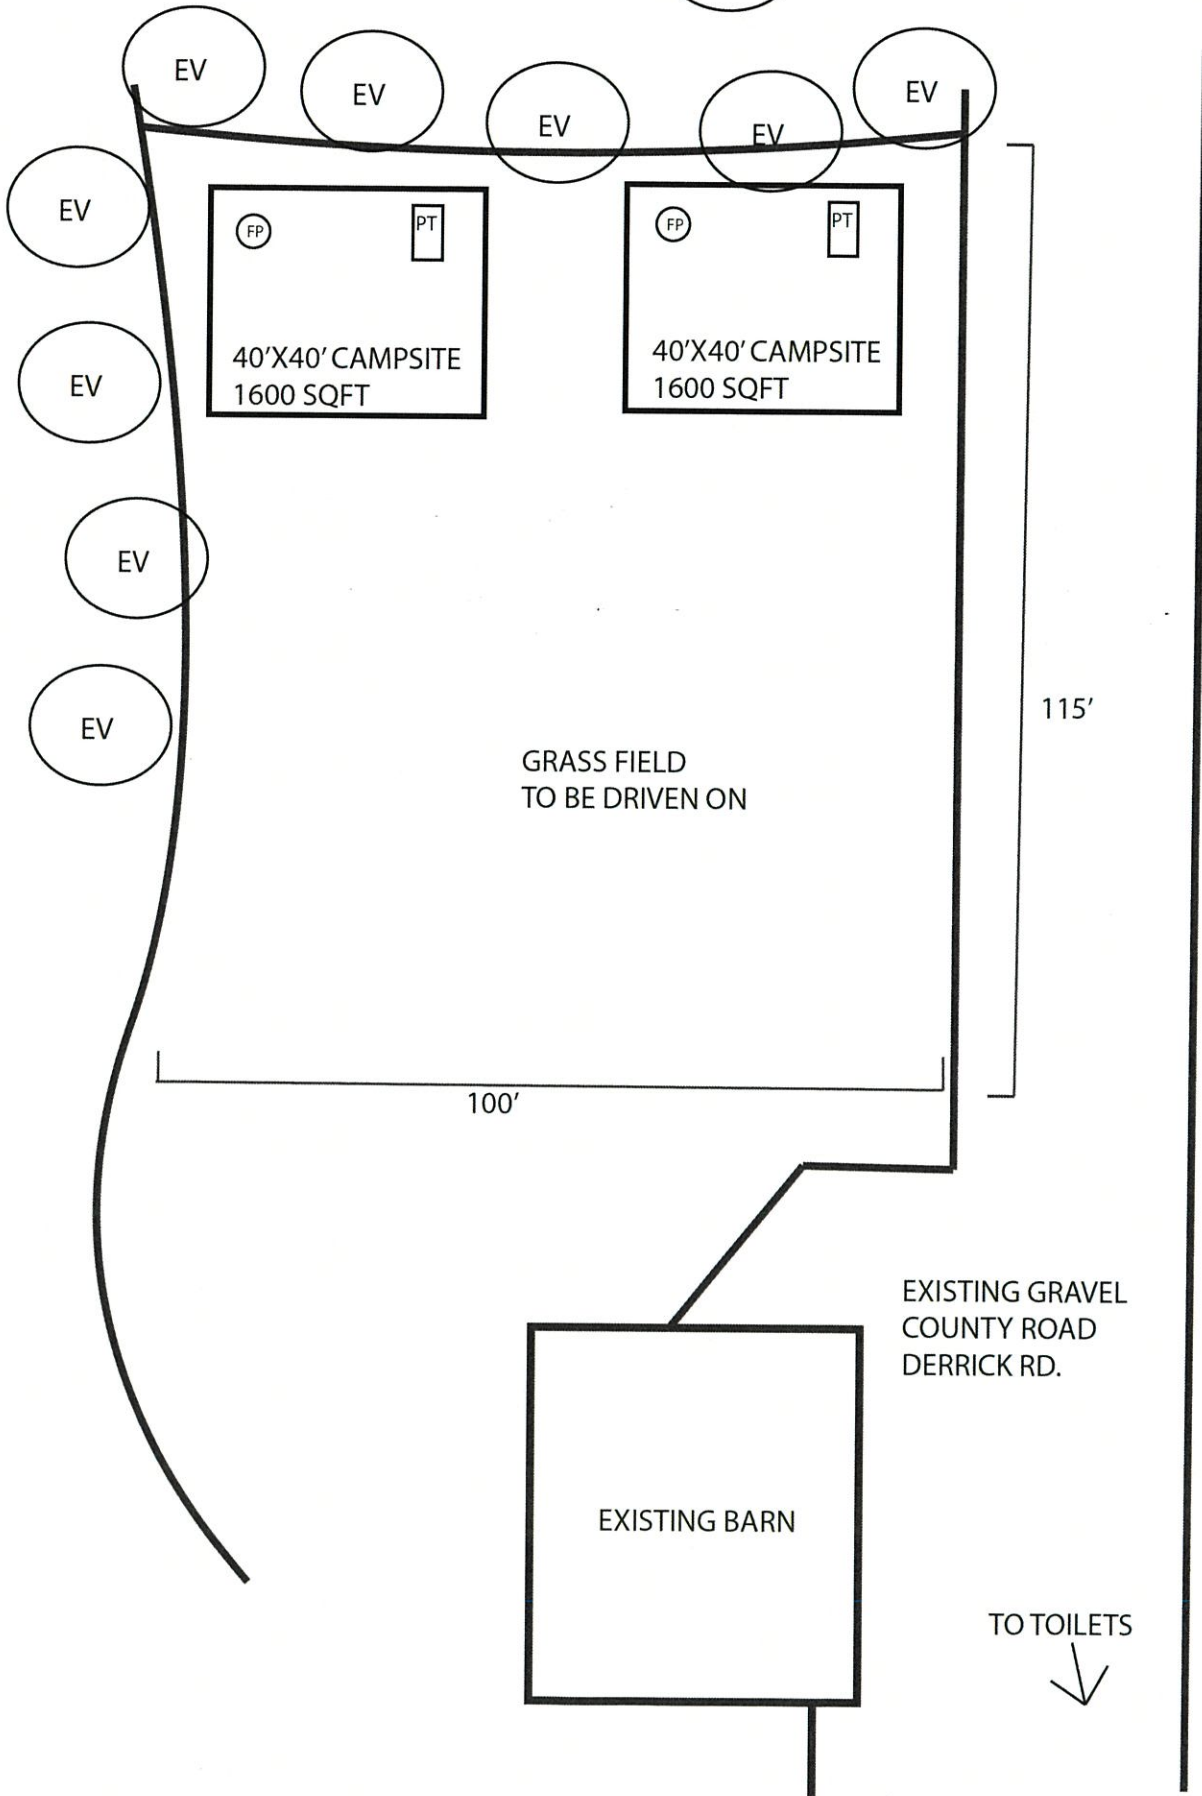 EV
EV
EV
EV
EV
EV
FP
PT
FP
PT
40'X40' CAMPSITE
1600 SQFT
40'X40' CAMPSITE
1600 SQFT
EV
EV
EV
115'
GRASS FIELD
TO BE DRIVEN ON
100'
EXISTING GRAVEL
COUNTY ROAD
DERRICK RD.
EXISTING BARN
TO TOILETS